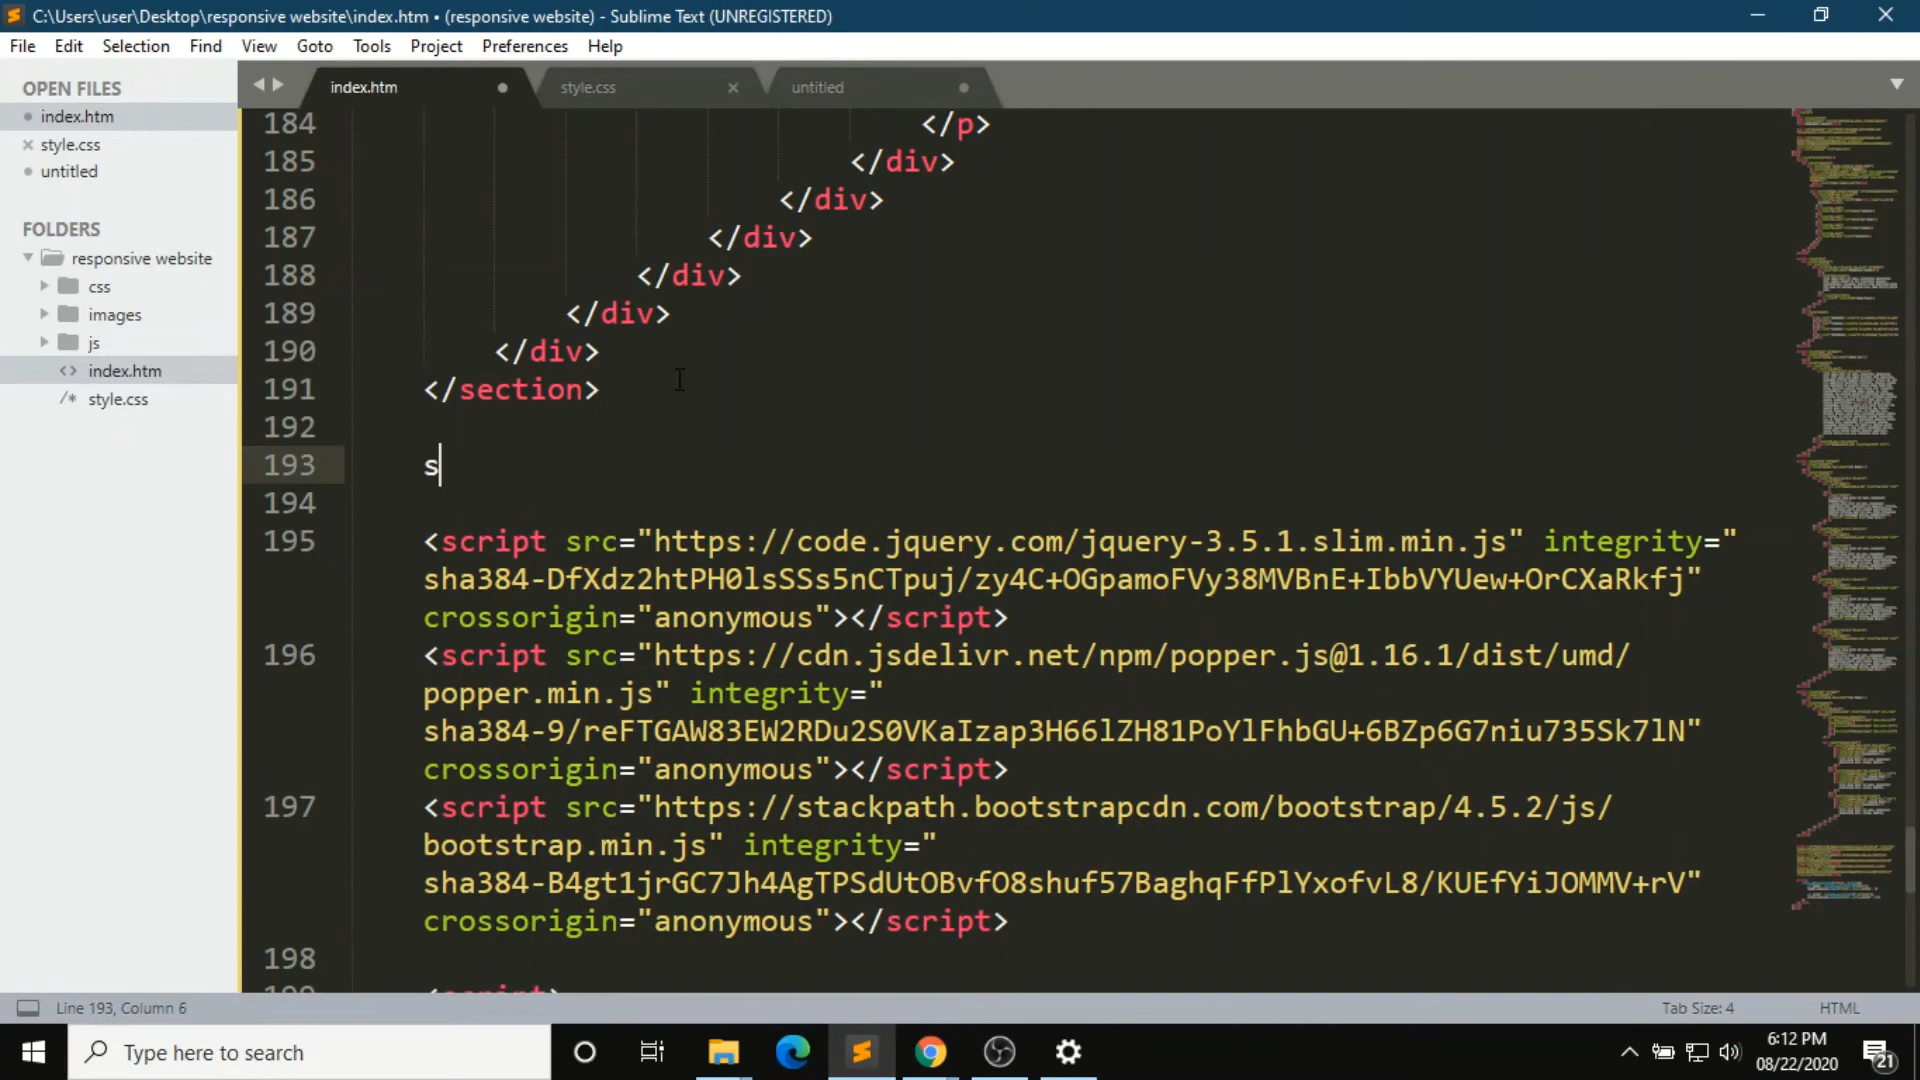 C:\Users\user\Desktop\responsive website\index.htm • (responsive website) - Sublime Text (UNREGISTERED)
File Edit Selection Find View Goto Tools Project Preferences Help
OPEN FILES
index.htm
style.css
untitled
FOLDERS
responsive website
css
images
js
index.htm
style.css
index.htm style.css untitled
184 </p>
185 </div>
186 </div>
187 </div>
188 </div>
189 </div>
190 </div>
191 </section>
192
193 s
194
195 <script src="https://code.jquery.com/jquery-3.5.1.slim.min.js" integrity="
sha384-DfXdz2htPH0lsSSs5nCTpuj/zy4C+OGpamoFVy38MVBnE+IbbVYUew+OrCXaRkfj"
crossorigin="anonymous"></script>
196 <script src="https://cdn.jsdelivr.net/npm/popper.js@1.16.1/dist/umd/
popper.min.js" integrity="
sha384-9/reFTGAW83EW2RDu2S0VKaIzap3H66lZH81PoYlFhbGU+6BZp6G7niu735Sk7lN"
crossorigin="anonymous"></script>
197 <script src="https://stackpath.bootstrapcdn.com/bootstrap/4.5.2/js/
bootstrap.min.js" integrity="
sha384-B4gt1jrGC7Jh4AgTPSdUtOBvfO8shuf57BaghqFfPlYxofvL8/KUEfYiJOMMV+rV"
crossorigin="anonymous"></script>
198
199 <script>
Line 193, Column 6 Tab Size: 4 HTML
Type here to search
6:12 PM
08/22/2020
21